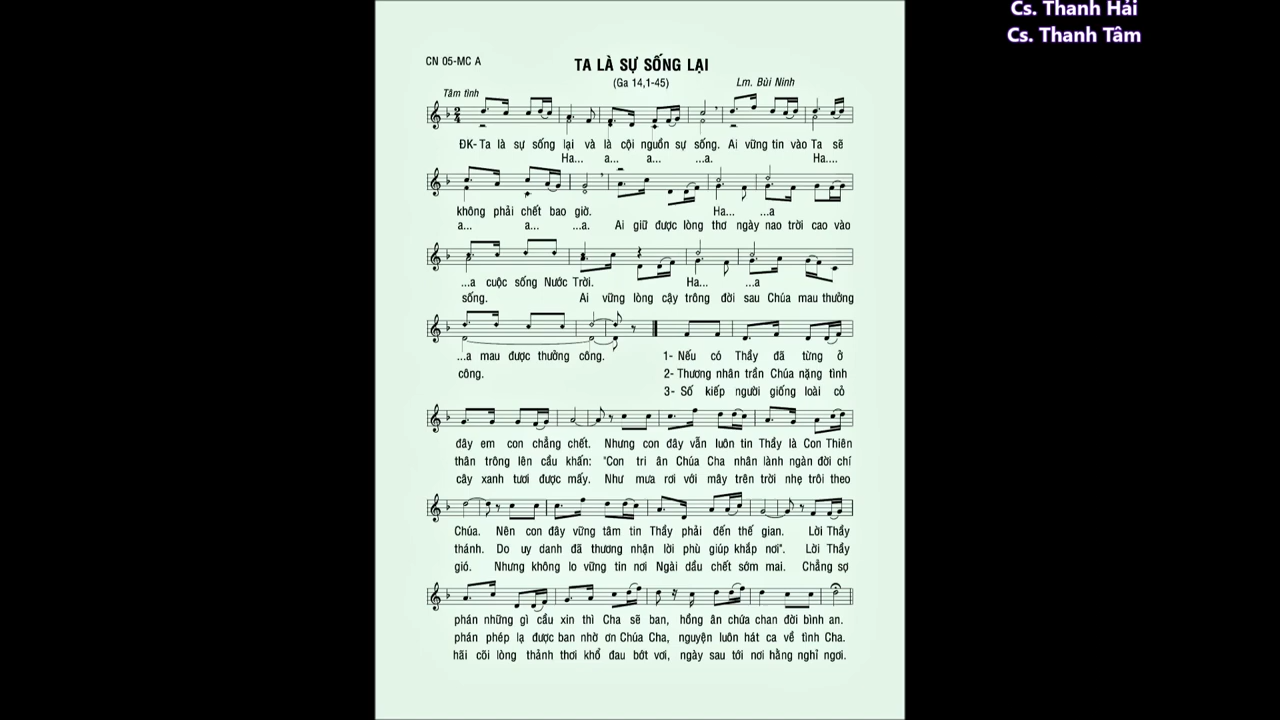 Cs. Thanh Hải
Cs. Thanh Tâm
CN 05-MC A
TA LÀ SỰ SỐNG LẠI
(Ga 14,1-45)
Lm. Bùi Ninh
Tâm tình
ĐK- Ta là sự sống lại và là cội nguồn sự sống. Ai vững tin vào Ta sẽ
Ha... a... a... ...a. Ha....
không phải chết bao giờ. Ha... ...a
a... a... ...a. Ai giữ được lòng thơ ngày nao trời cao vào
...a cuộc sống Nước Trời. Ha... ...a
sống. Ai vững lòng cậy trông đời sau Chúa mau thưởng
...a mau được thưởng công. 1- Nếu có Thầy đã từng ở
công. 2- Thương nhân trần Chúa nặng tình
3- Số kiếp người giống loài cỏ
đây em con chẳng chết. Nhưng con đây vẫn luôn tin Thầy là Con Thiên
thân trông lên cầu khấn: "Con tri ân Chúa Cha nhân lành ngàn đời chí
cây xanh tươi được mấy. Như mưa rơi với mây trên trời nhẹ trôi theo
Chúa. Nên con đây vững tâm tin Thầy phải đến thế gian. Lời Thầy
thánh. Do uy danh đã thương nhận lời phù giúp khắp nơi". Lời Thầy
gió. Nhưng không lo vững tin nơi Ngài dầu chết sớm mai. Chẳng sợ
phán những gì cầu xin thì Cha sẽ ban, hồng ân chứa chan đời bình an.
phán phép lạ được ban nhờ ơn Chúa Cha, nguyện luôn hát ca về tình Cha.
hãi cõi lòng thảnh thơi khổ đau bớt vơi, ngày sau tới nơi hằng nghỉ ngơi.